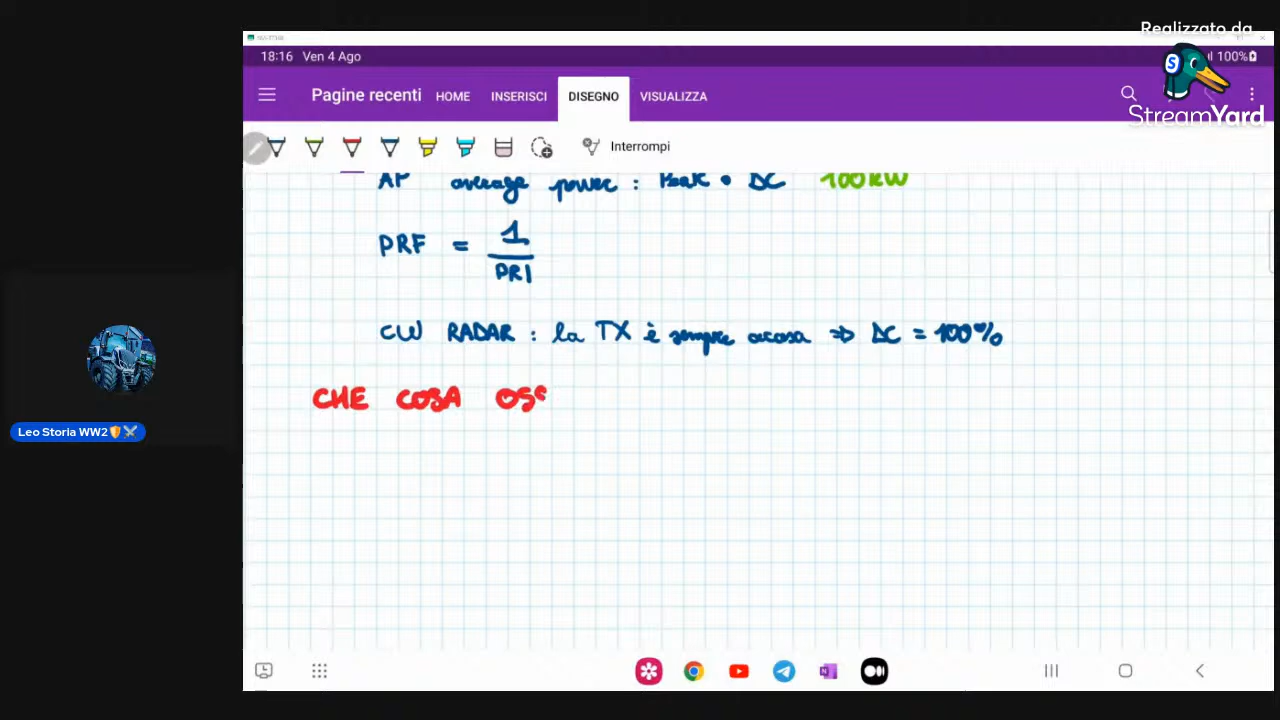 Realizzato da
StreamYard
18:16 Ven 4 Ago
100%
Pagine recenti HOME INSERISCI DISEGNO VISUALIZZA
Interrompi
AP average power : Peak • DC 100 kW
PRF = 1
PRI
CW RADAR : la TX è sempre accesa => DC = 100%
CHE COSA OSS
Leo Storia WW2🛡️⚔️